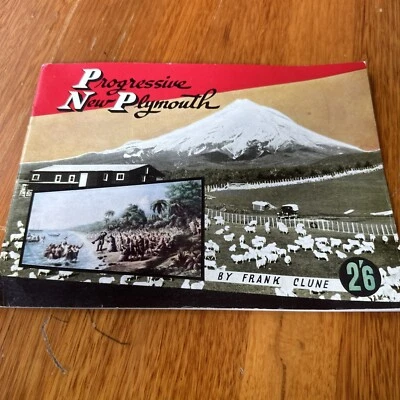 Progressive
New Plymouth
BY FRANK CLUNE
2'6